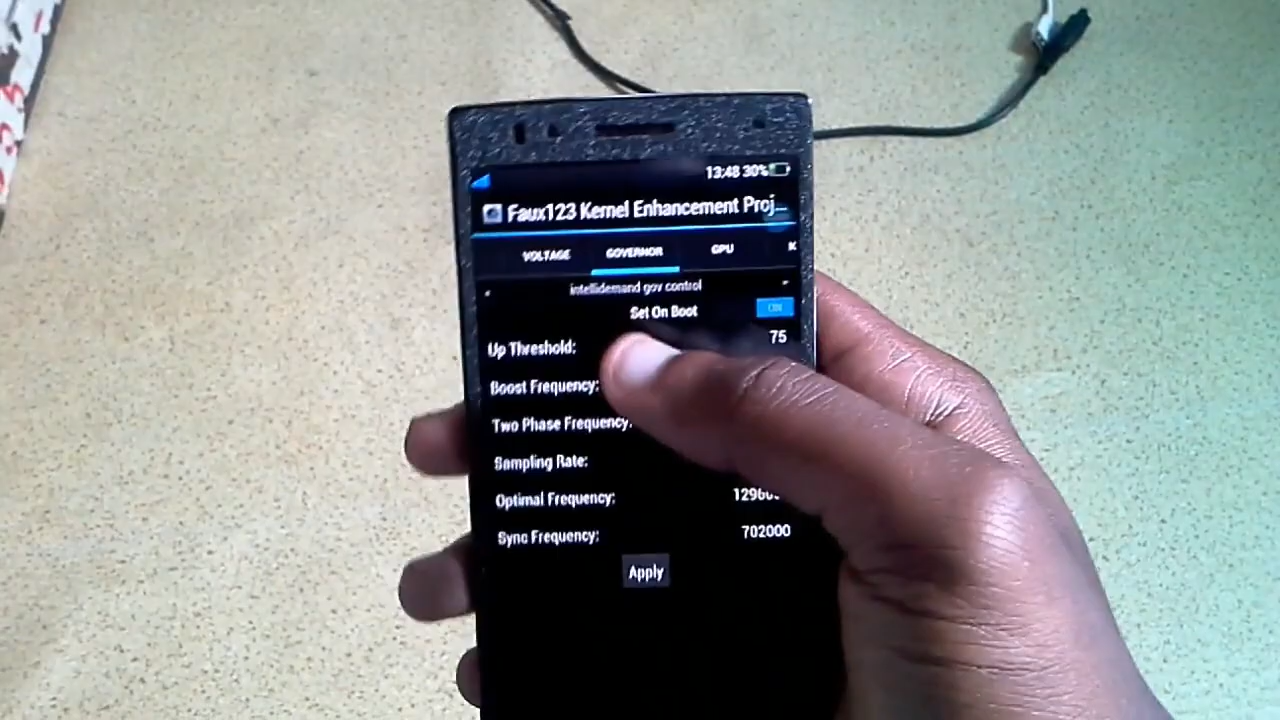 13:48 30%
Faux123 Kernel Enhancement Proj...
VOLTAGE GOVERNOR GPU K
intellidemand gov control
Set On Boot ON
Up Threshold: 75
Boost Frequency:
Two Phase Frequency:
Sampling Rate:
Optimal Frequency:
Sync Frequency: 702000
Apply